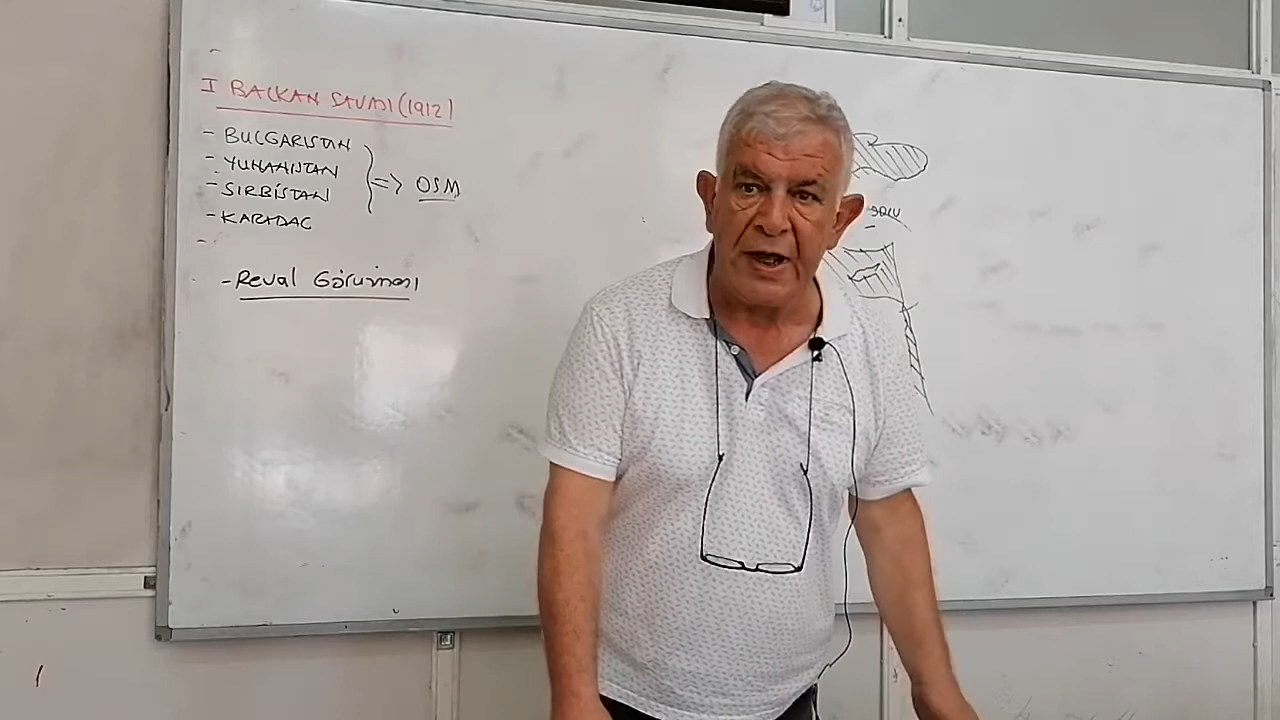 I BALKAN SAVAŞI (1912)
- BULGARİSTAN
- YUNANİSTAN
- SIRBİSTAN
- KARADAĞ
=> OSM
- Reval Görüşmesi